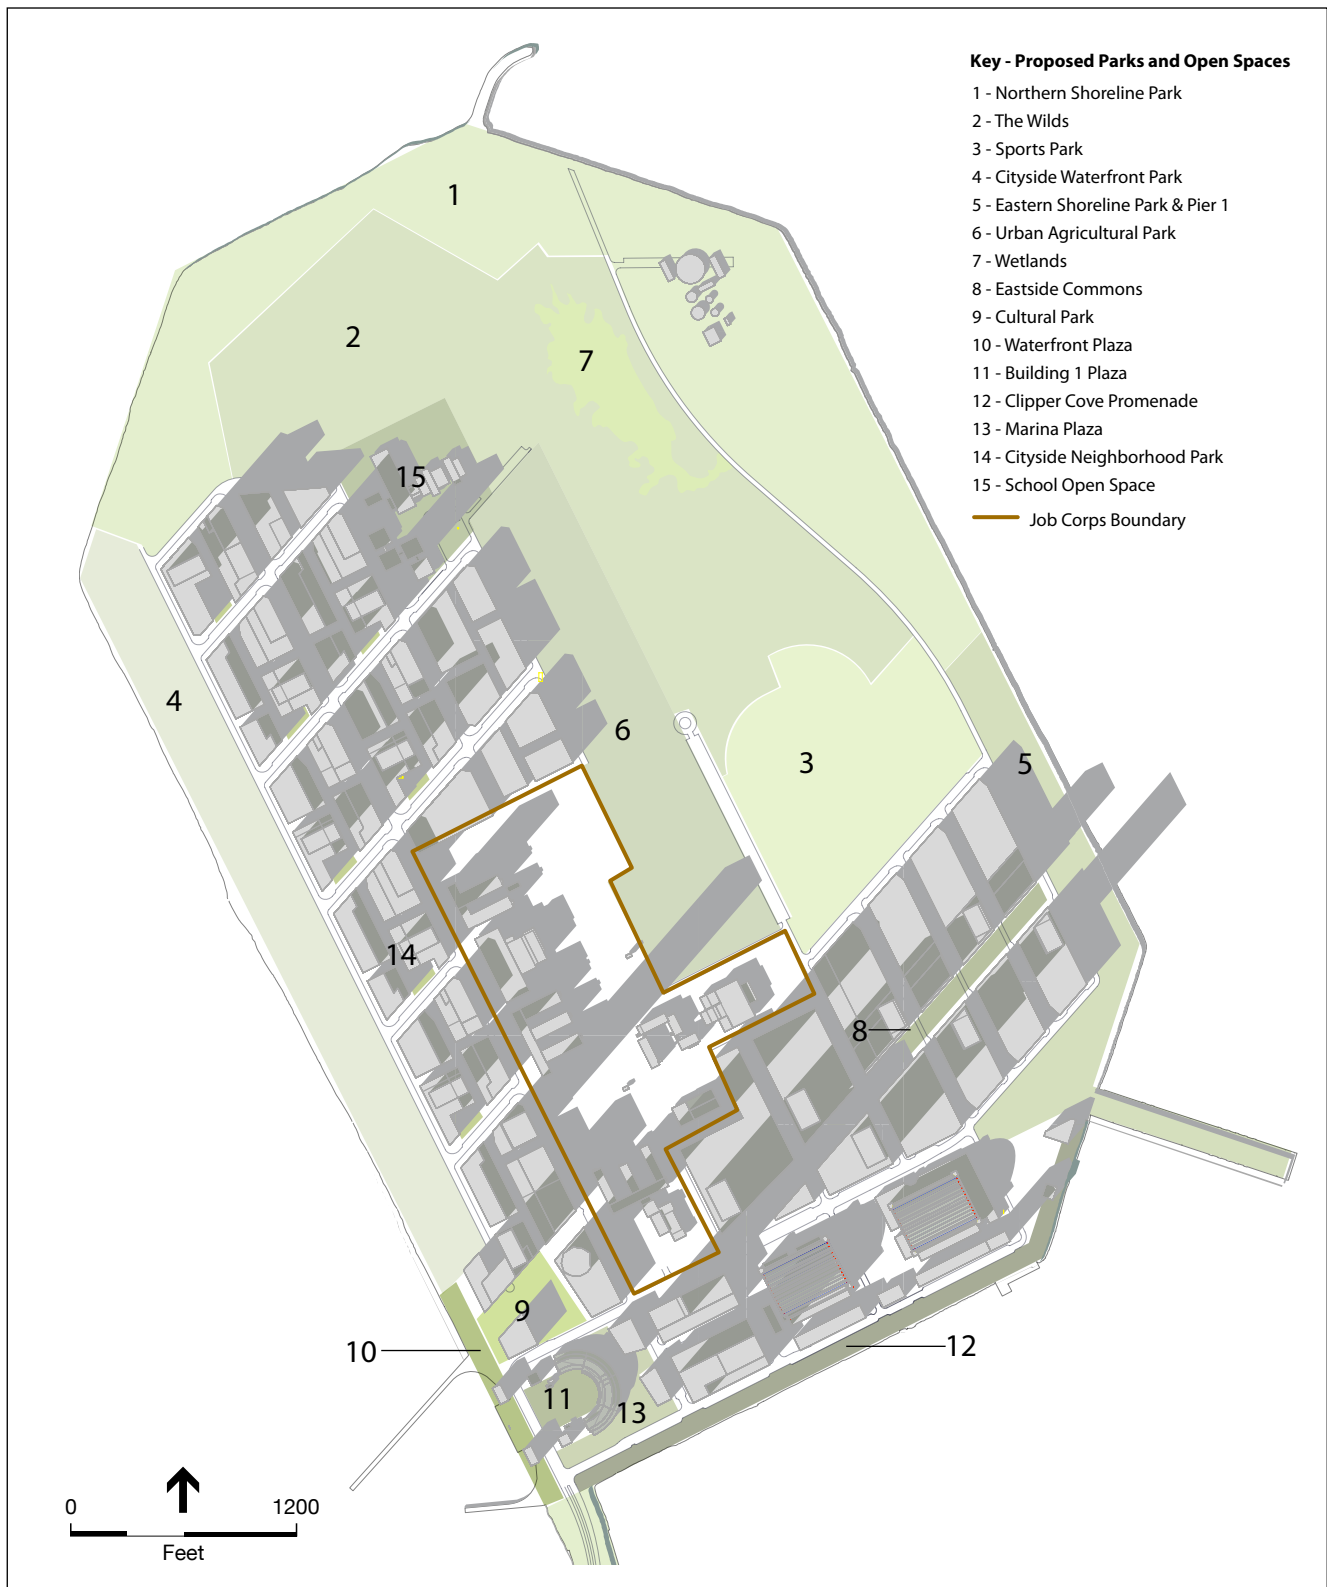 Key - Proposed Parks and Open Spaces
1 - Northern Shoreline Park
2 - The Wilds
3 - Sports Park
4 - Cityside Waterfront Park
5 - Eastern Shoreline Park & Pier 1
6 - Urban Agricultural Park
7 - Wetlands
8 - Eastside Commons
9 - Cultural Park
10 - Waterfront Plaza
11 - Building 1 Plaza
12 - Clipper Cove Promenade
13 - Marina Plaza
14 - Cityside Neighborhood Park
15 - School Open Space
Job Corps Boundary
1
2
7
15
4
6
3
5
14
8
9
10
12
11
13
0 1200
Feet